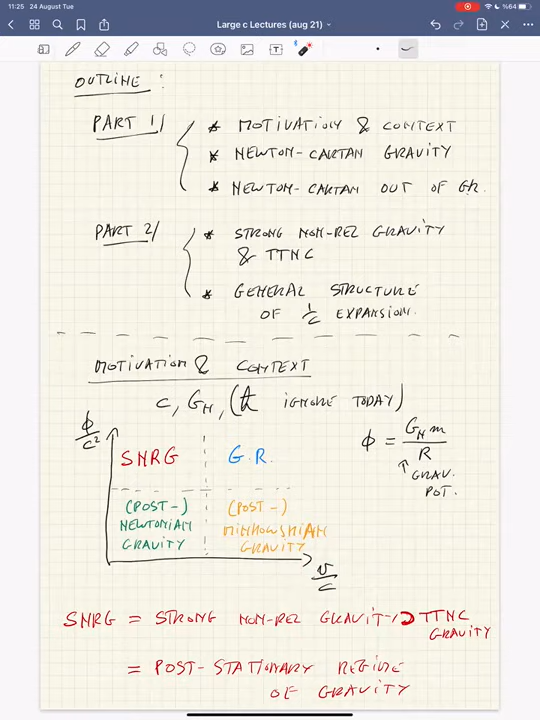 11:25 24 August Tue
%64
Large c Lectures (aug 21)
OUTLINE :
PART 1/
* MOTIVATION & CONTEXT
* NEWTON-CARTAN GRAVITY
* NEWTON-CARTAN OUT OF GR.
PART 2/
* STRONG NON-REL GRAVITY
& TTNC
* GENERAL STRUCTURE
OF 1/c EXPANSION.
MOTIVATION & CONTEXT
c, G_N, (ħ IGNORE TODAY)
ϕ/c²
SNRG G.R.
ϕ = G_N m / R
↑ GRAV.
POT.
(POST-)
NEWTONIAN
GRAVITY
(POST-)
MINKOWSKIAN
GRAVITY
v/c
SNRG = STRONG NON-REL GRAVITY ⊃ TTNC
GRAVITY
= POST-STATIONARY REGIME
OF GRAVITY